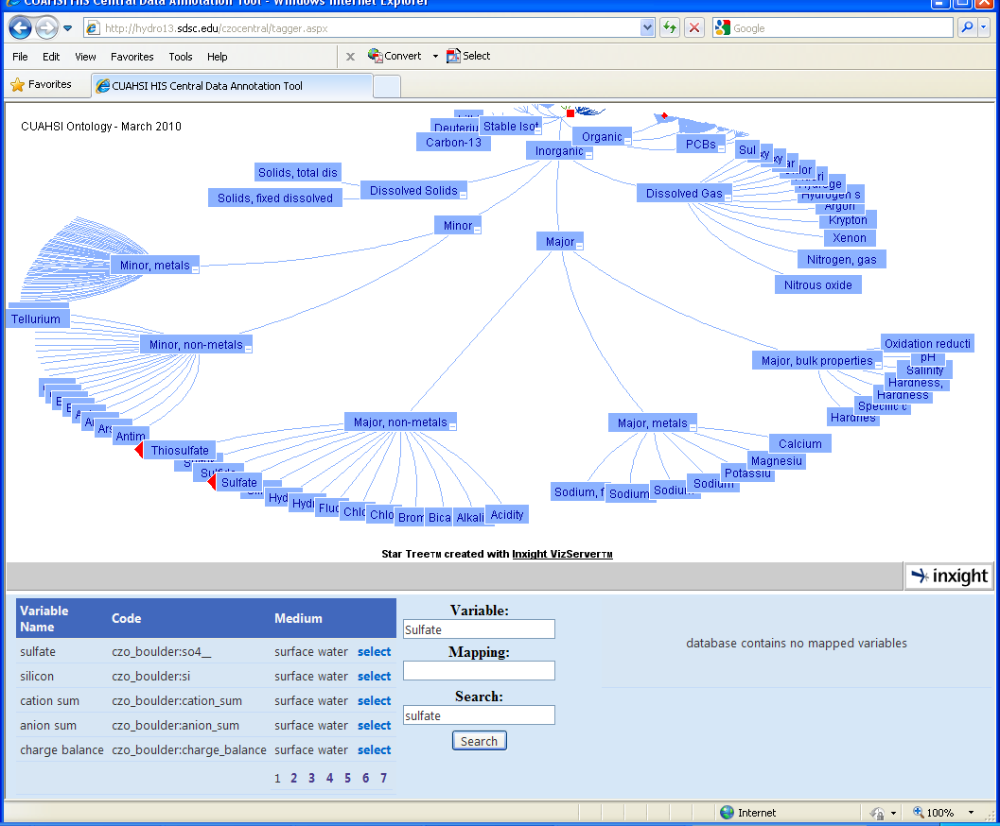 CUAHSI HIS Central Data Annotation Tool - Windows Internet Explorer
http://hydro13.sdsc.edu/czocentral/tagger.aspx
Google
File Edit View Favorites Tools Help
Convert Select
Favorites
CUAHSI HIS Central Data Annotation Tool
CUAHSI Ontology - March 2010
Deuteriu
Stable Isot
Carbon-13
Organic
Inorganic
PCBs
Sul
Solids, total dis
Solids, fixed dissolved
Dissolved Solids
Dissolved Gas
Hydrogen s
Argon
Krypton
Xenon
Nitrogen, gas
Nitrous oxide
Minor
Major
Minor, metals
Tellurium
Minor, non-metals
Oxidation reducti
Major, bulk properties
pH
Salinity
Hardness,
Hardness
Specific c
Hardnes
Antim
Thiosulfate
Sulfide
Sulfate
Major, non-metals
Major, metals
Calcium
Magnesiu
Potassiu
Sodium
Sodiu
Sodium
Sodium, f
Hyd
Hydr
Fluo
Chlo
Chlo
Brom
Bica
Alkali
Acidity
Star Tree™ created with Inxight VizServer™
inxight
Variable Name Code Medium
sulfate czo_boulder:so4__ surface water select
silicon czo_boulder:si surface water select
cation sum czo_boulder:cation_sum surface water select
anion sum czo_boulder:anion_sum surface water select
charge balance czo_boulder:charge_balance surface water select
1 2 3 4 5 6 7
Variable:
Sulfate
Mapping:
Search:
sulfate
Search
database contains no mapped variables
Internet
100%